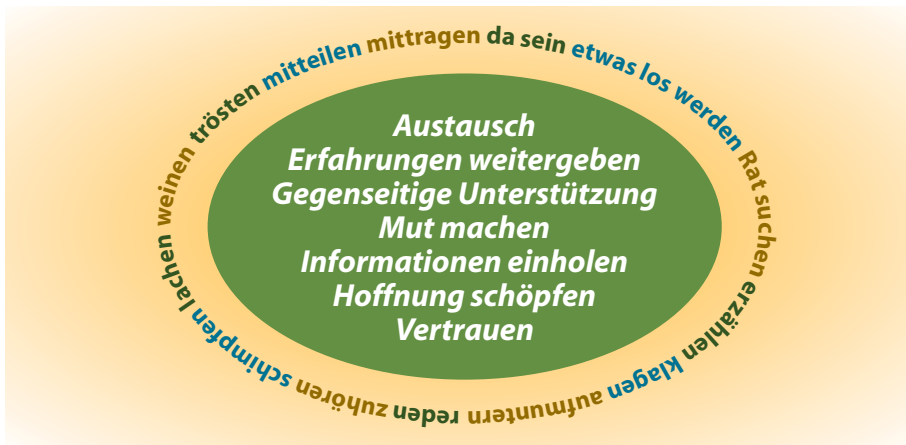 weinen trösten mitteilen mittragen da sein etwas los werden Rat suchen erzählen klagen aufmuntern reden zuhören schimpfen lachen
Austausch
Erfahrungen weitergeben
Gegenseitige Unterstützung
Mut machen
Informationen einholen
Hoffnung schöpfen
Vertrauen